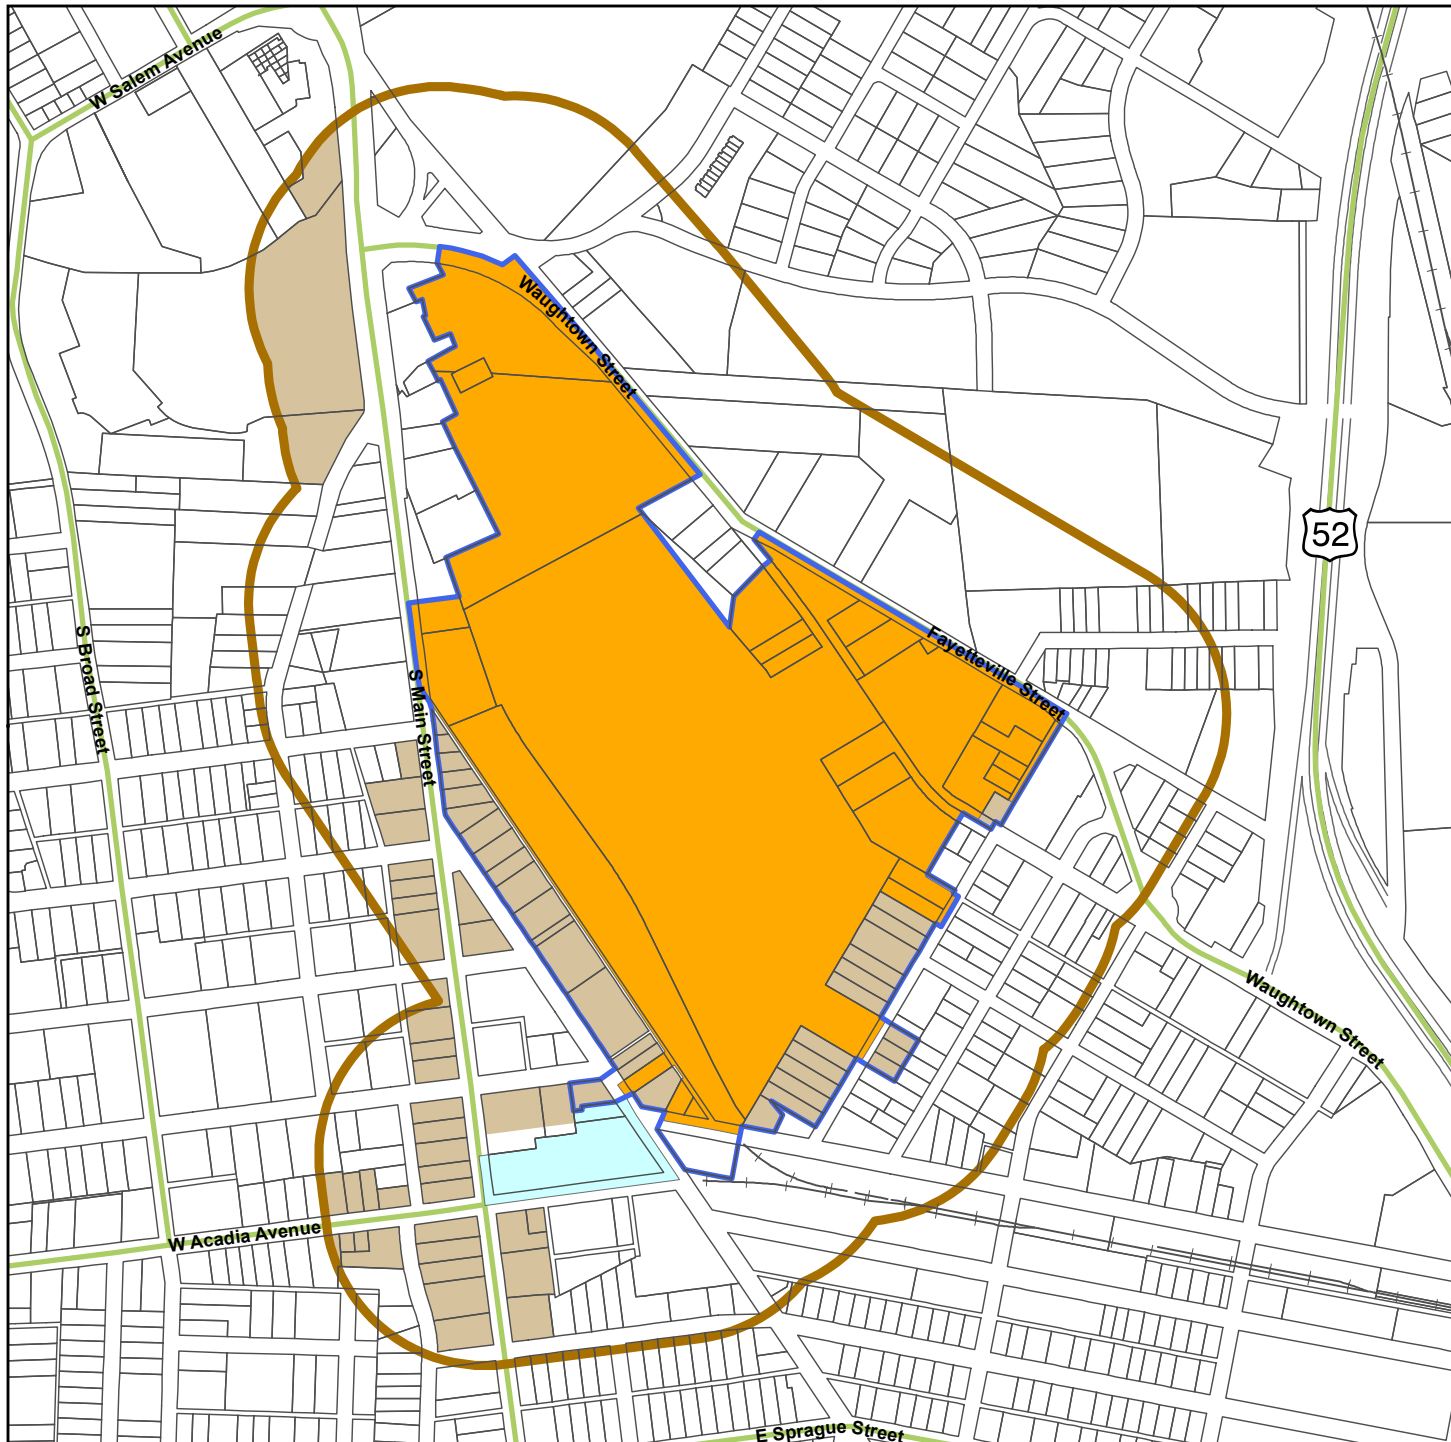 W Salem Avenue
Waughtown Street
52
S Broad Street
Fayetteville Street
S Main Street
Waughtown Street
W Acadia Avenue
E Sprague Street